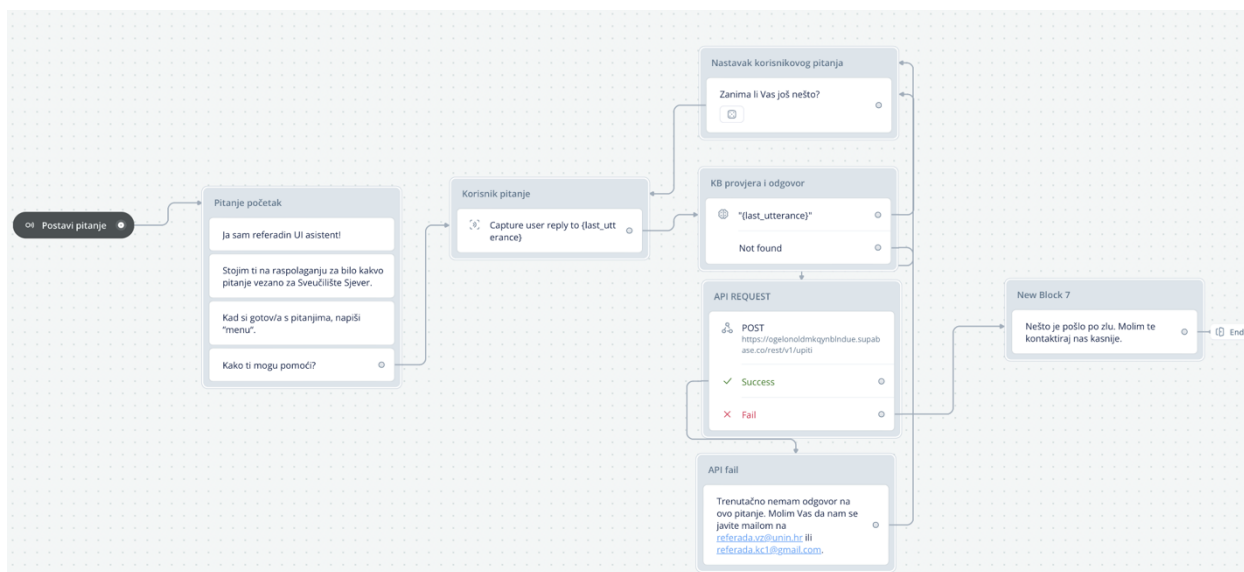 Postavi pitanje
Pitanje početak
Ja sam referadin UI asistent!
Stojim ti na raspolaganju za bilo kakvo
pitanje vezano za Sveučilište Sjever.
Kad si gotov/a s pitanjima, napiši
"menu".
Kako ti mogu pomoći?
Korisnik pitanje
Capture user reply to {last_utt
erance}
Nastavak korisnikovog pitanja
Zanima li Vas još nešto?
KB provjera i odgovor
"{last_utterance}"
Not found
API REQUEST
POST
https://ogelonoldmkqynblndue.supab
ase.co/rest/v1/upiti
Success
Fail
API fail
Trenutačno nemam odgovor na
ovo pitanje. Molim Vas da nam se
javite mailom na
referada.vz@unin.hr ili
referada.kc1@gmail.com.
New Block 7
Nešto je pošlo po zlu. Molim te
kontaktiraj nas kasnije.
End